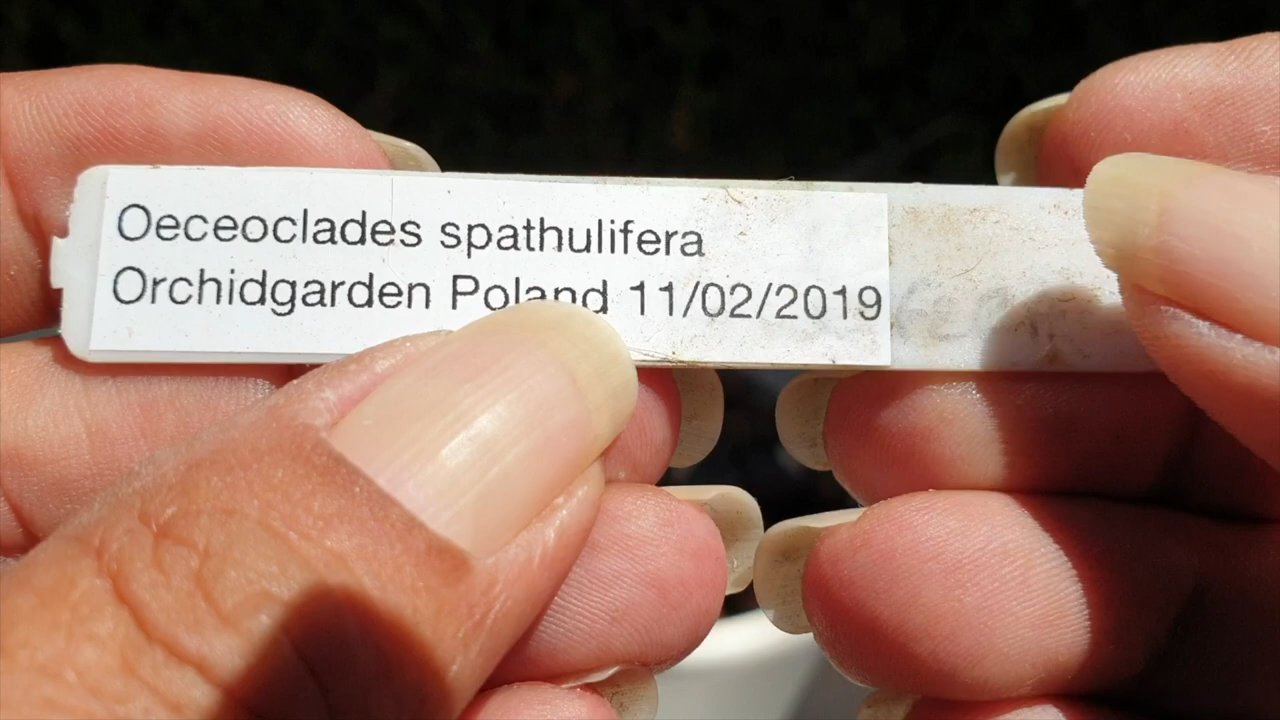 Oeceoclades spathulifera
Orchidgarden Poland 11/02/2019